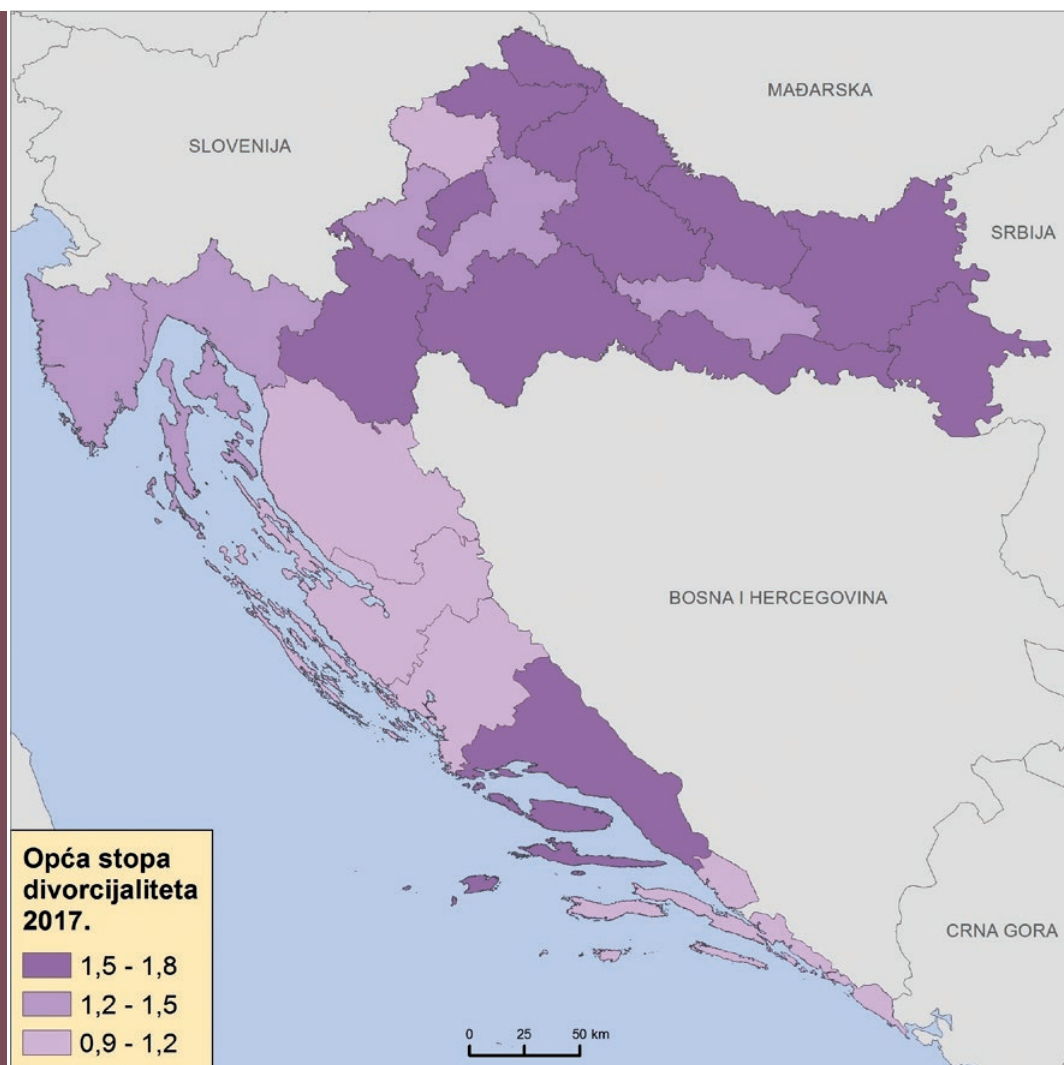 MAĐARSKA
SLOVENIJA
SRBIJA
BOSNA I HERCEGOVINA
CRNA GORA
Opća stopa
divorcijaliteta
2017.
1,5 - 1,8
1,2 - 1,5
0,9 - 1,2
0 25 50 km